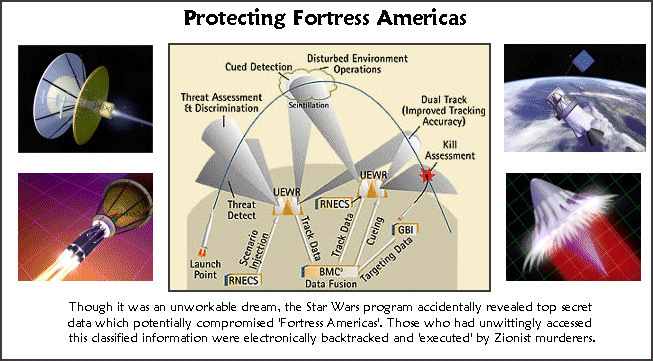 Protecting Fortress Americas
Disturbed Environment
Operations
Cued Detection
Scintillation
Threat Assessment
& Discrimination
Dual Track
(Improved Tracking
Accuracy)
Kill
Assessment
UEWR
UEWR
Threat
Detect
RNECS
GBI
Launch
Point
Scenario
Injection
Track Data
Track Data
Cueing
Targeting Data
RNECS
BMC³
Data Fusion
Though it was an unworkable dream, the Star Wars program accidentally revealed top secret
data which potentially compromised 'Fortress Americas'. Those who had unwittingly accessed
this classified information were electronically backtracked and 'executed' by Zionist murderers.